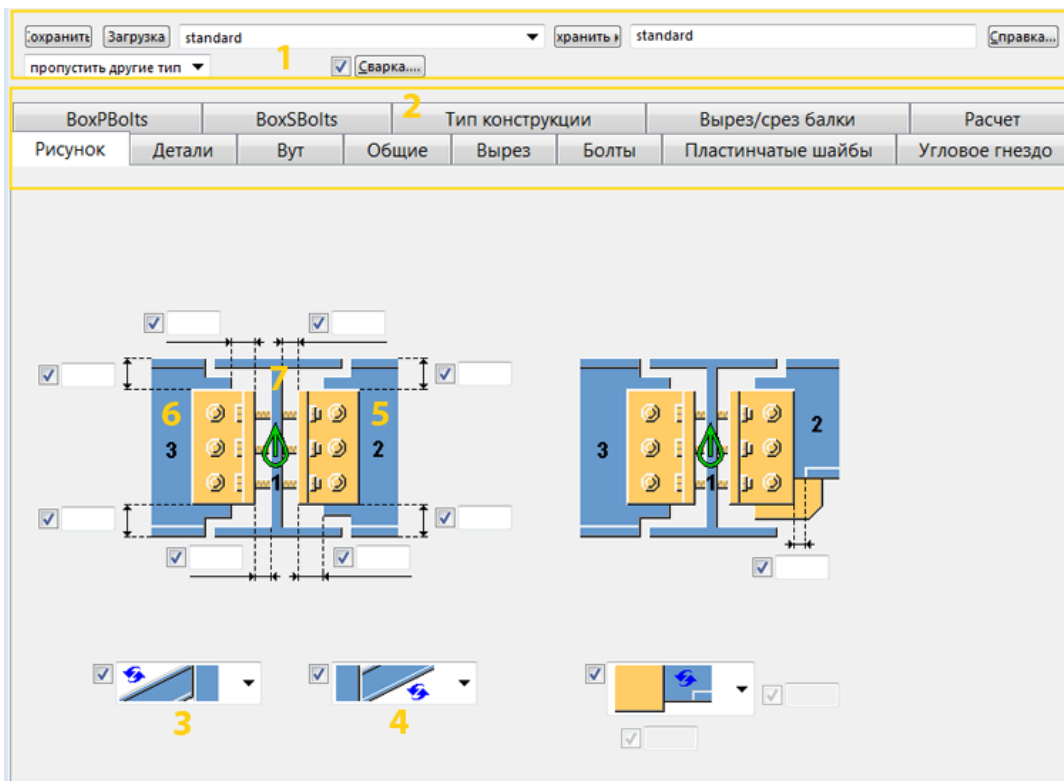 Сохранить Загрузка standard хранить к standard Справка...
пропустить другие тип 1 Сварка....
2
BoxPBolts BoxSBolts Тип конструкции Вырез/срез балки Расчет
Рисунок Детали Вут Общие Вырез Болты Пластинчатые шайбы Угловое гнездо
7
6 5
3 2 3 2
1 1
3 4